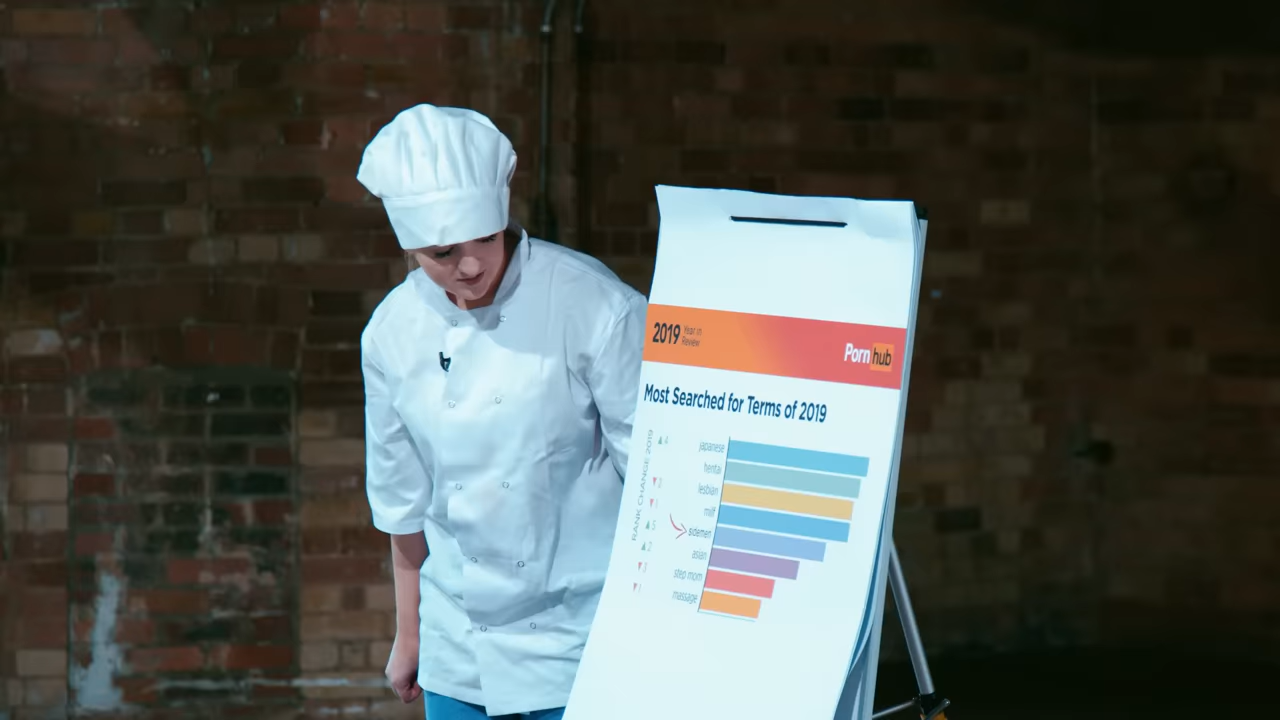 2019 Year in
Review
Pornhub
Most Searched for Terms of 2019
RANK CHANGE 2019
japanese
hentai
lesbian
milf
sidemen
asian
step mom
massage